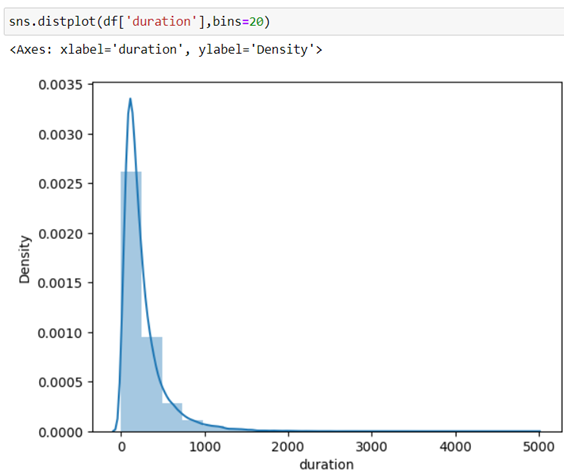 sns.distplot(df['duration'],bins=20)
<Axes: xlabel='duration', ylabel='Density'>
0.0035
0.0030
0.0025
0.0020
0.0015
0.0010
0.0005
0.0000
Density
0 1000 2000 3000 4000 5000
duration